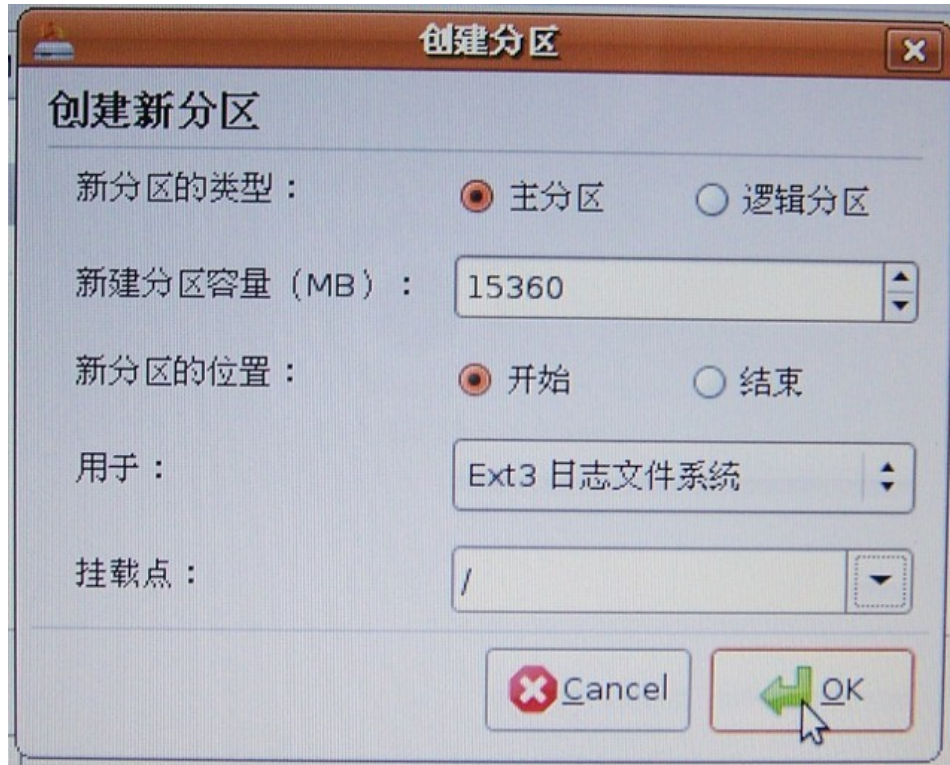 创建分区
创建新分区
新分区的类型： 主分区 逻辑分区
新建分区容量（MB）： 15360
新分区的位置： 开始 结束
用于： Ext3 日志文件系统
挂载点： /
Cancel OK